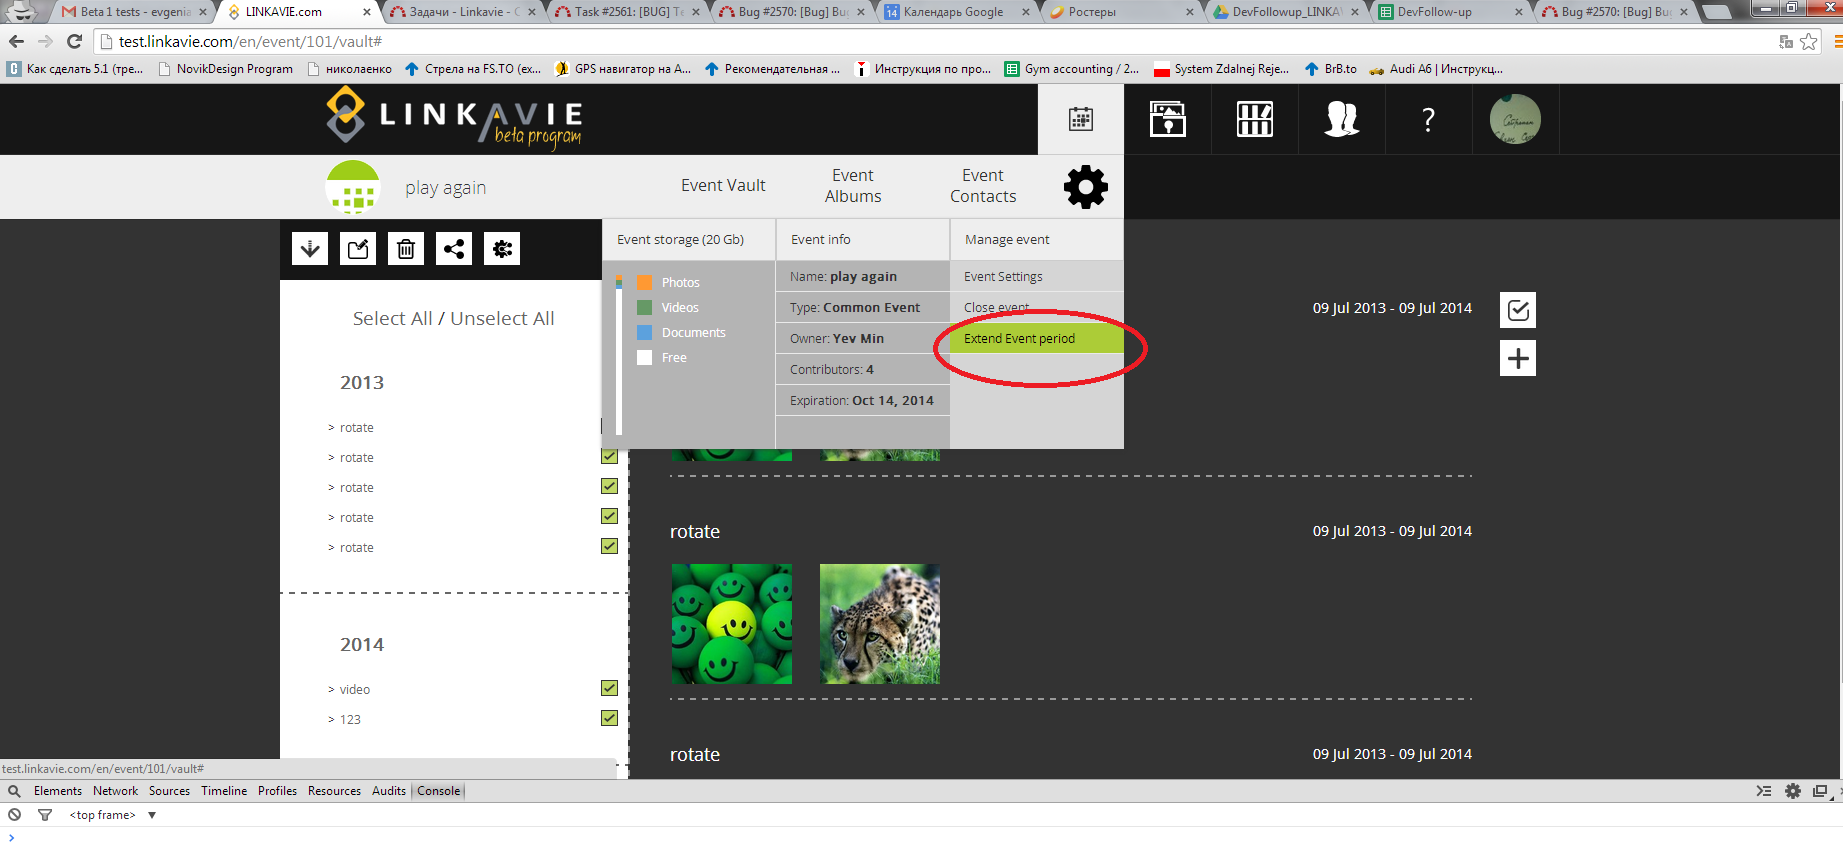 Beta 1 tests - evgenia
LINKAVIE.com
Задачи - Linkavie - C
Task #2561: [BUG] Te
Bug #2570: [Bug] Bu
Календарь Google
Ростеры
DevFollowup_LINKAV
DevFollow-up
Bug #2570: [Bug] Bu
test.linkavie.com/en/event/101/vault#
Как сделать 5.1 (тре...
NovikDesign Program
николаенко
Стрела на FS.TO (ex...
GPS навигатор на A...
Рекомендательная ...
Инструкция по про...
Gym accounting / 2...
System Zdalnej Reje...
BrB.to
Audi A6 | Инструкц...
LINKAVIE
beta program
?
play again
Event Vault
Event
Albums
Event
Contacts
Event storage (20 Gb)
Event info
Manage event
Photos
Videos
Documents
Free
Name: play again
Type: Common Event
Owner: Yev Min
Contributors: 4
Expiration: Oct 14, 2014
Event Settings
Close event
Extend Event period
Select All / Unselect All
2013
> rotate
> rotate
> rotate
> rotate
> rotate
2014
> video
> 123
09 Jul 2013 - 09 Jul 2014
rotate
09 Jul 2013 - 09 Jul 2014
rotate
09 Jul 2013 - 09 Jul 2014
test.linkavie.com/en/event/101/vault#
Elements Network Sources Timeline Profiles Resources Audits Console
<top frame>